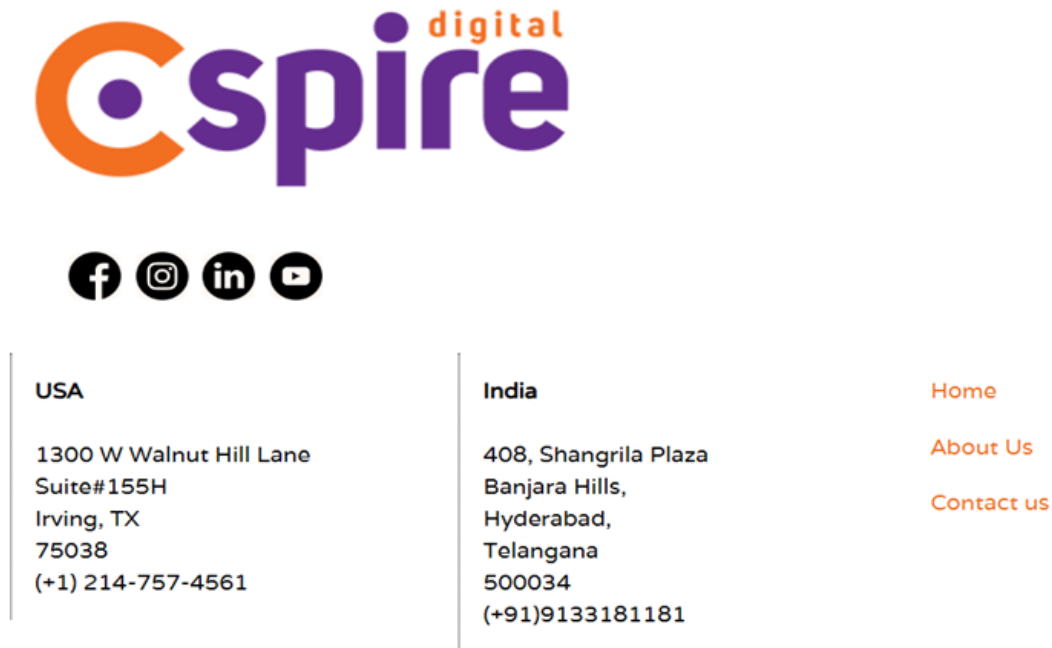 digital
Cspire
USA
1300 W Walnut Hill Lane
Suite#155H
Irving, TX
75038
(+1) 214-757-4561
India
408, Shangrila Plaza
Banjara Hills,
Hyderabad,
Telangana
500034
(+91)9133181181
Home
About Us
Contact us